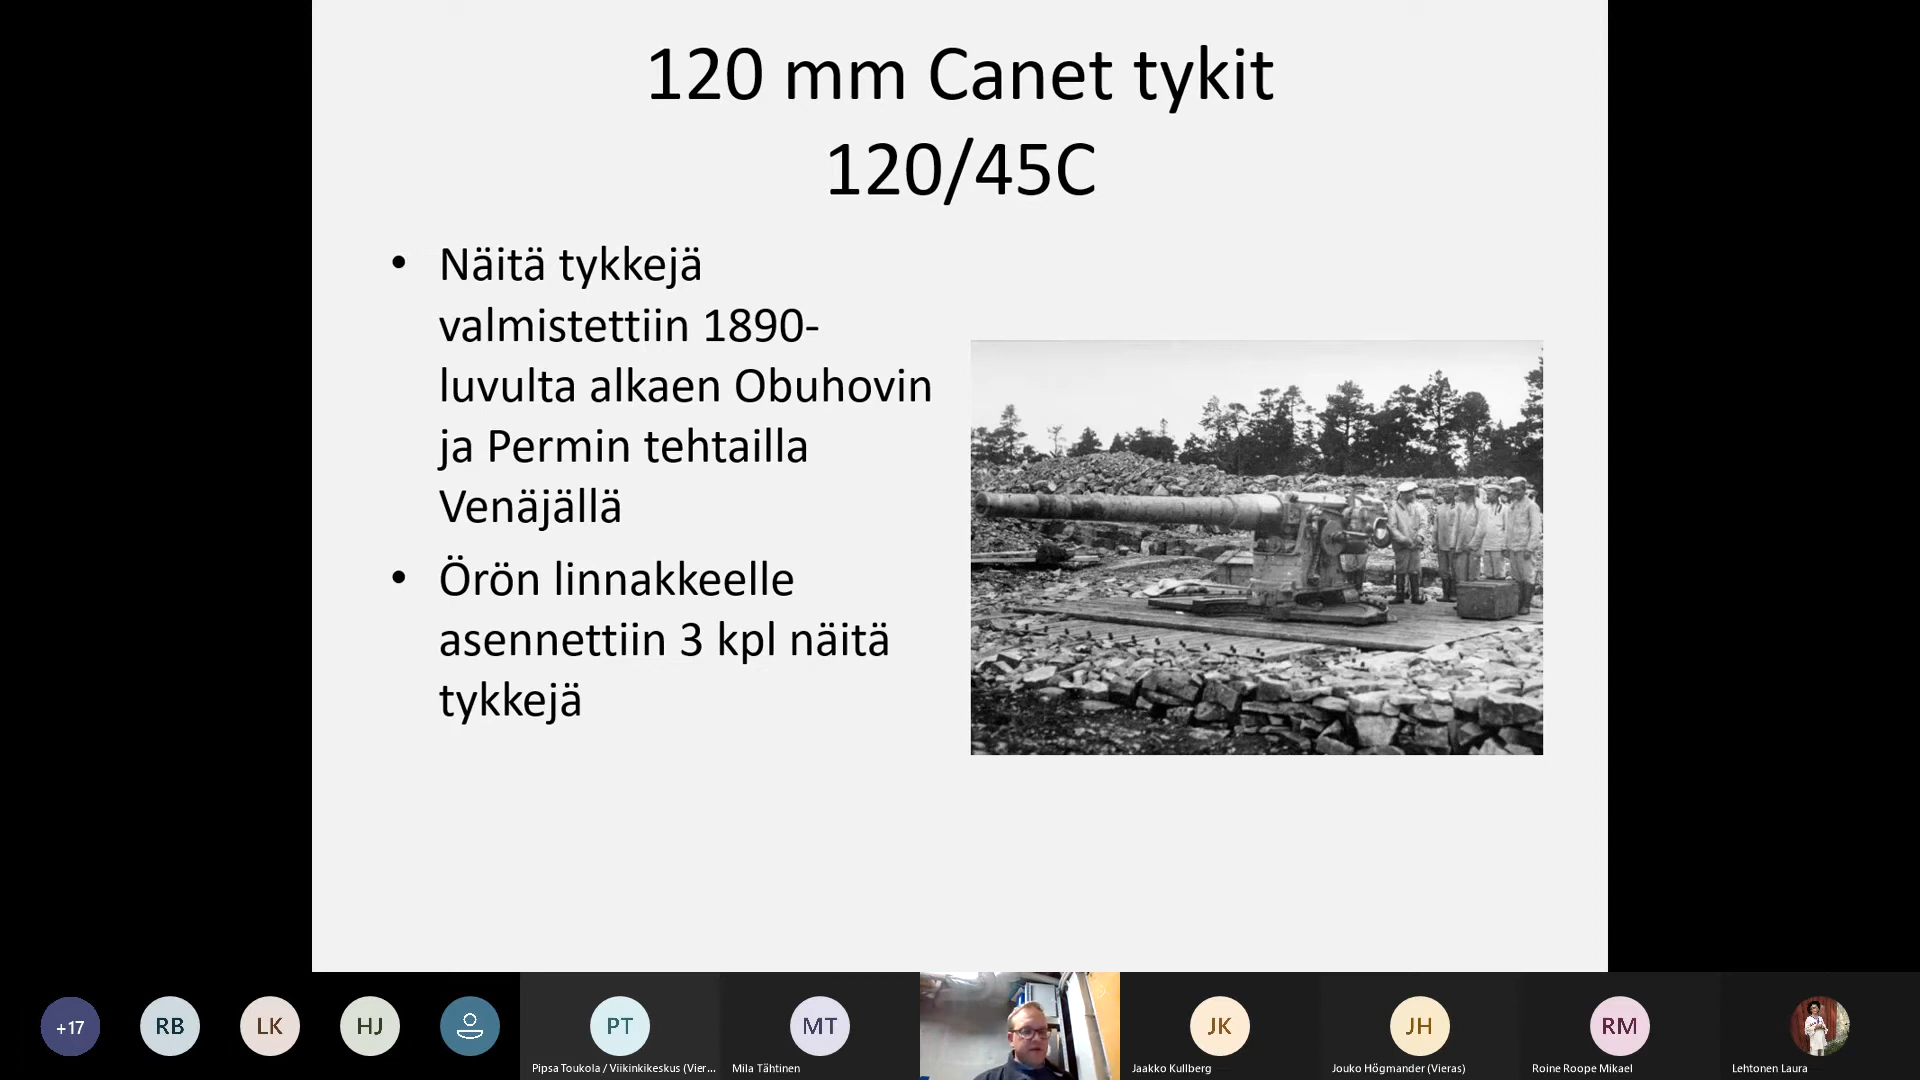 120 mm Canet tykit
120/45C
• Näitä tykkejä
valmistettiin 1890-
luvulta alkaen Obuhovin
ja Permin tehtailla
Venäjällä
• Örön linnakkeelle
asennettiin 3 kpl näitä
tykkejä
+17
RB
LK
HJ
PT
MT
JK
JH
RM
Pipsa Toukola / Viikinkikeskus (Vier...
Mila Tähtinen
Jaakko Kullberg
Jouko Högmander (Vieras)
Roine Roope Mikael
Lehtonen Laura